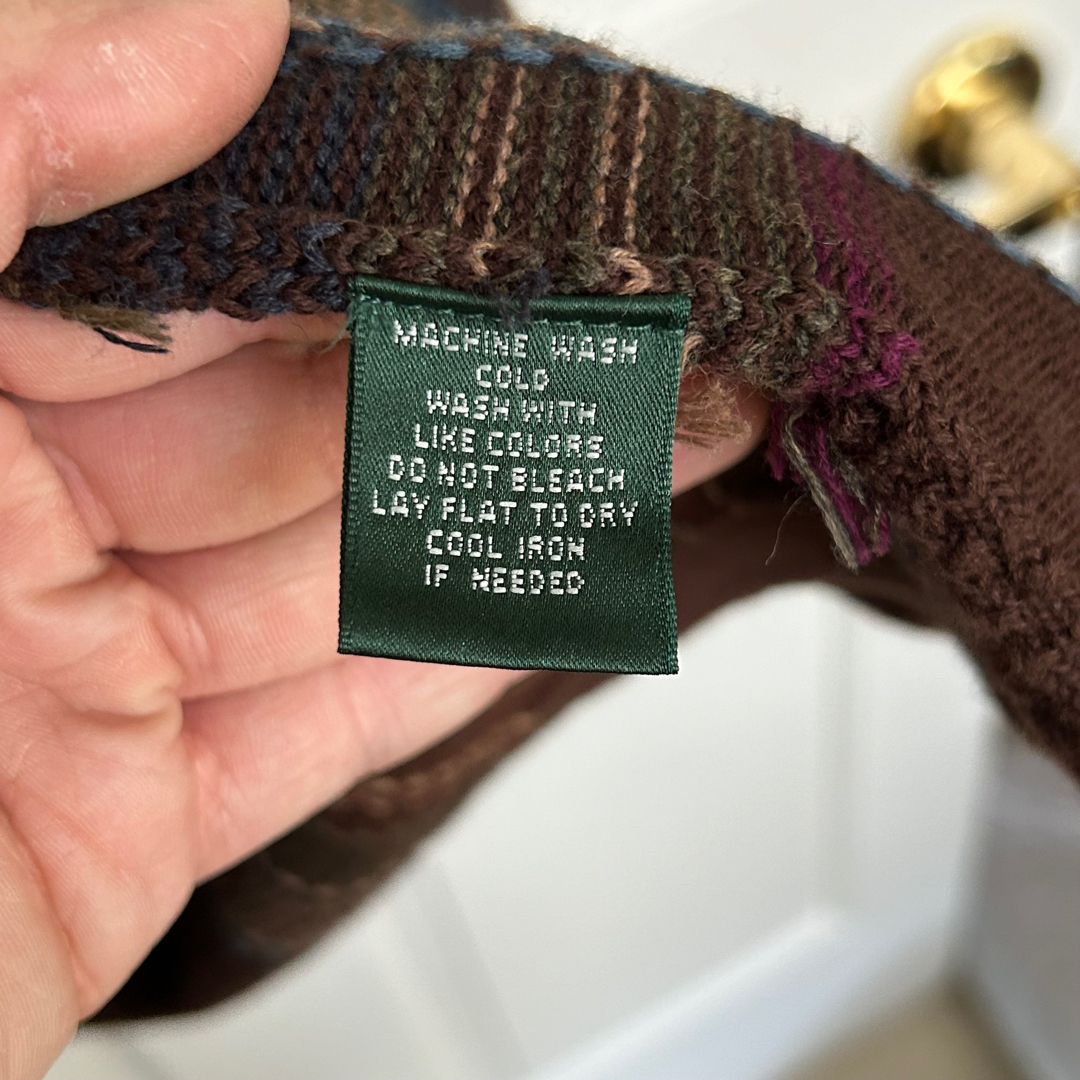 MACHINE WASH
COLD
WASH WITH
LIKE COLORS
DO NOT BLEACH
LAY FLAT TO DRY
COOL IRON
IF NEEDED